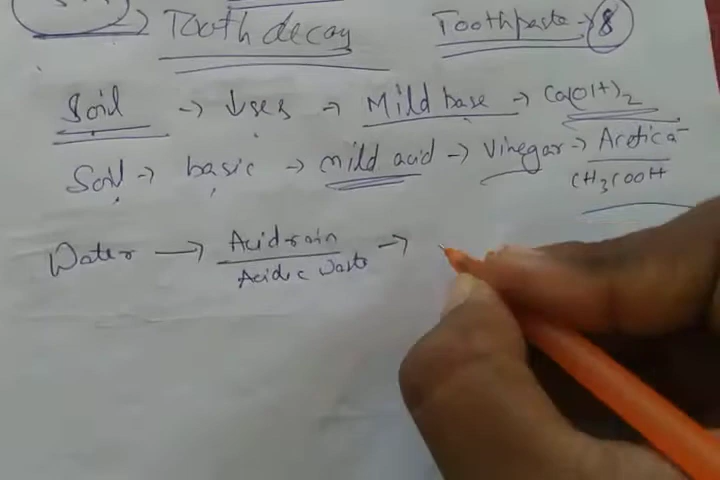 → Tooth decay Toothpaste → 8
Soil → ↓ses → Mild base → Ca(OH)2
Soil → basic → mild acid → Vinegar → Acetic a
CH3COOH
Water → Acid rain →
Acidic Waste